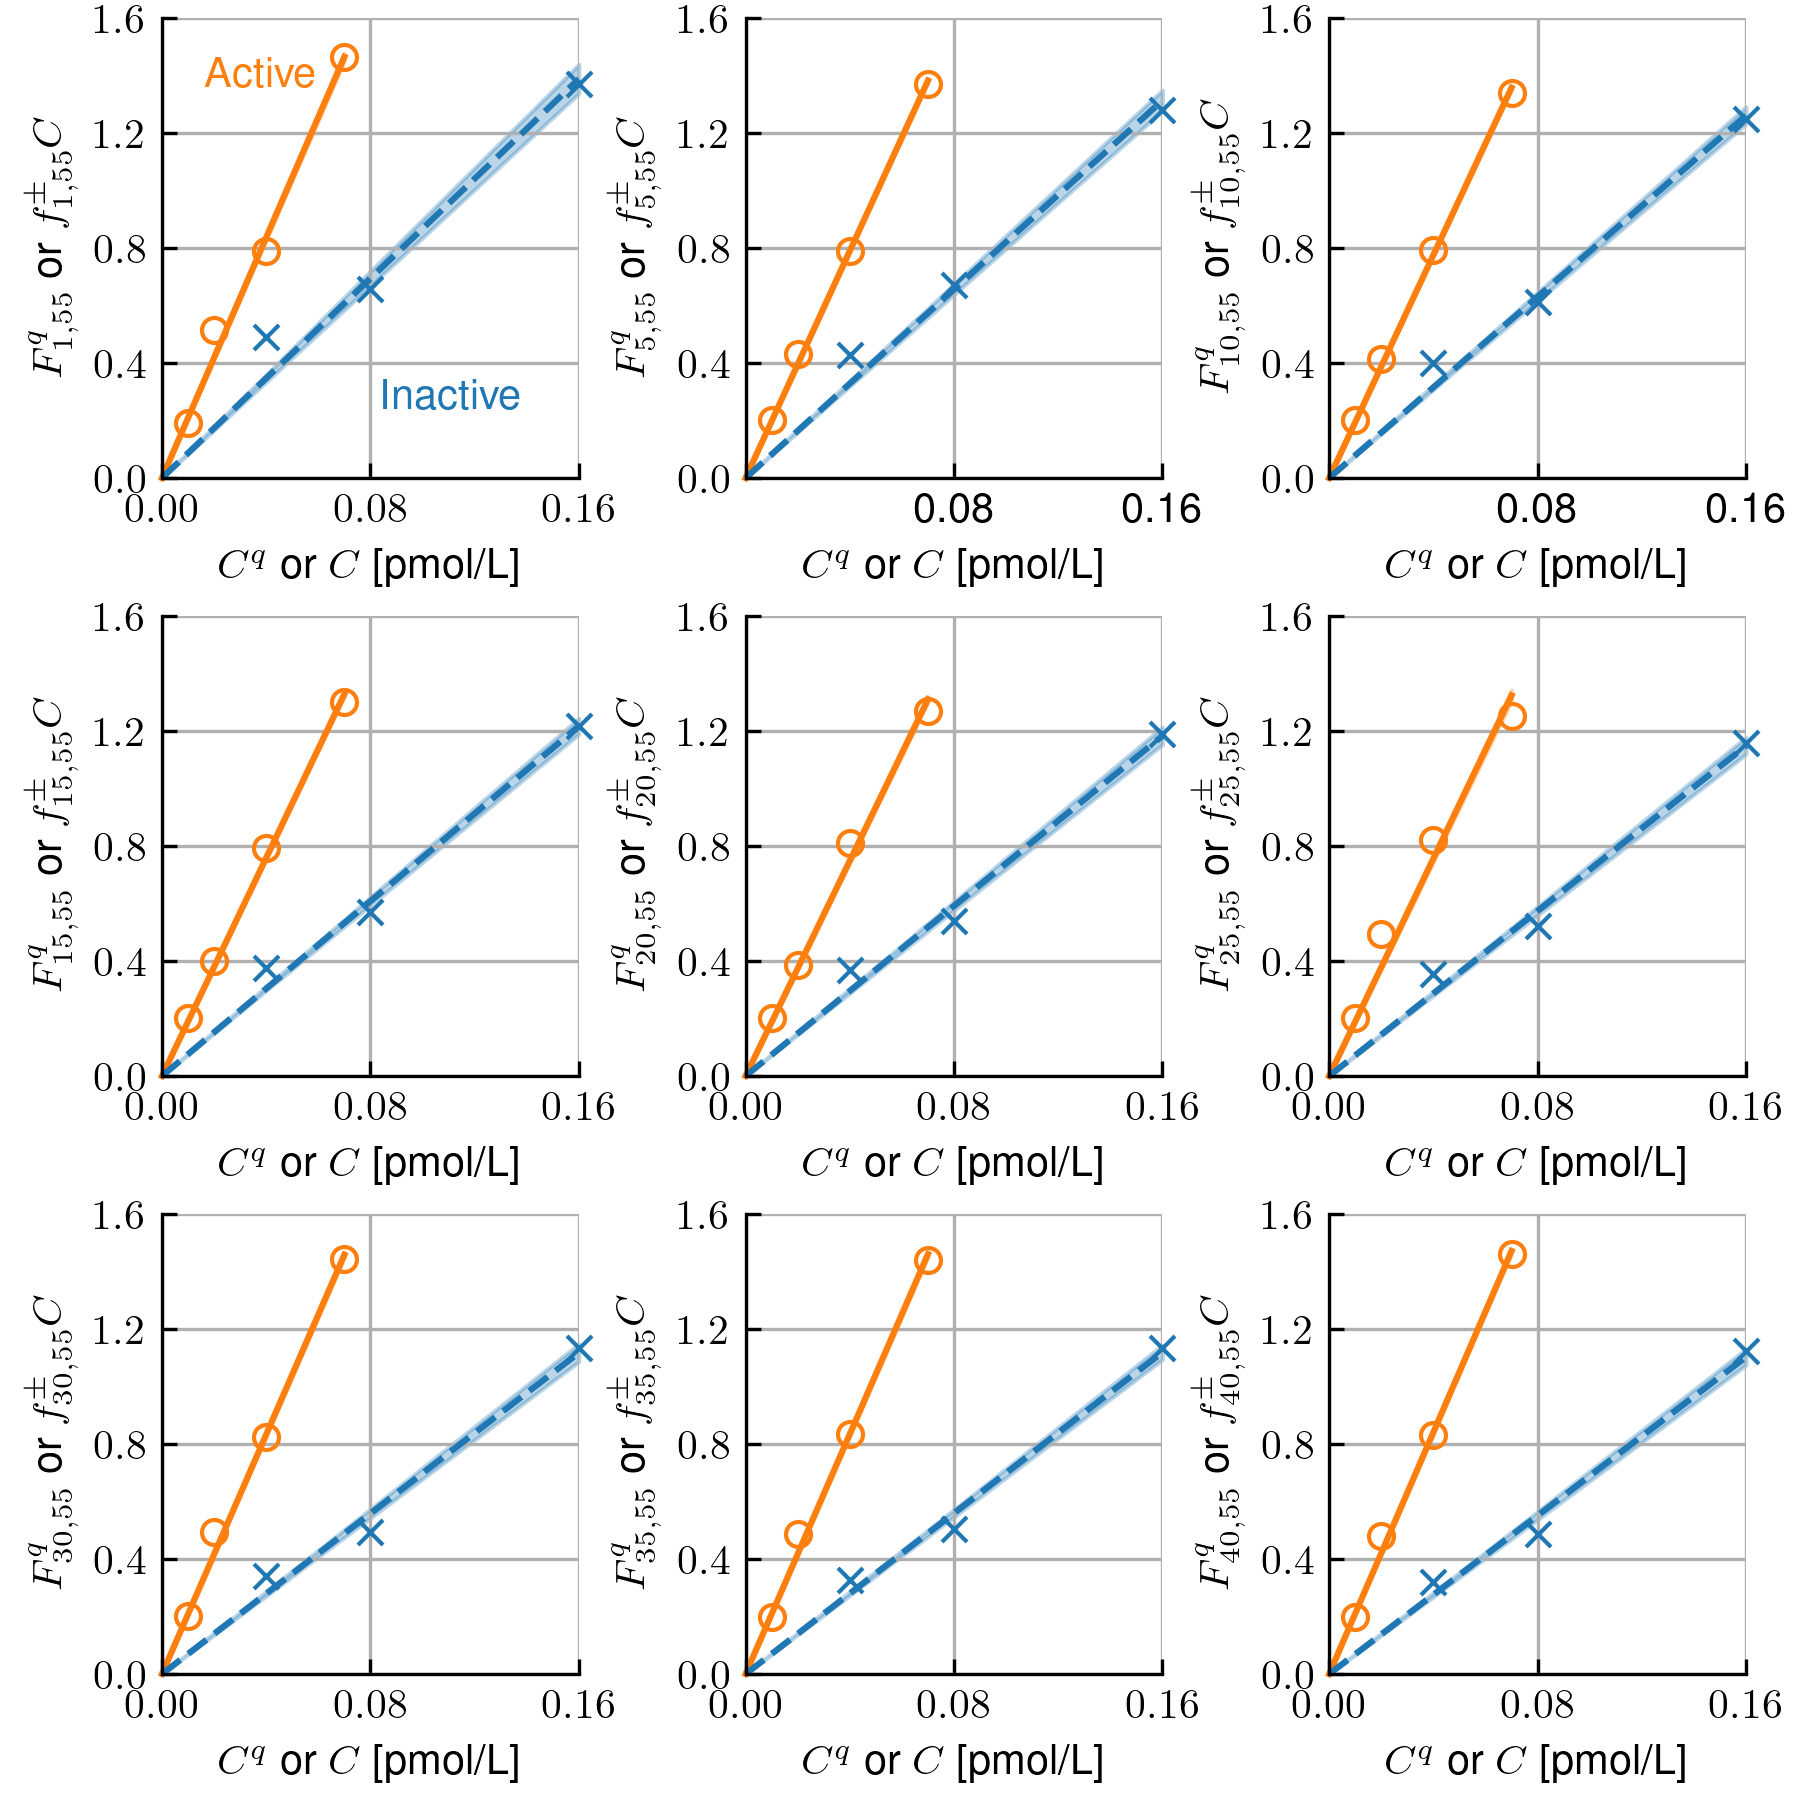 1.6 1.6 1.6
Active
1.2 1.2 1.2
0.8 0.8 0.8
0.4 0.4 0.4
Inactive
0.0 0.0 0.0
0.00 0.08 0.16 0.08 0.16 0.08 0.16
F^q_{1,55} or f^±_{1,55}C
F^q_{5,55} or f^±_{5,55}C
F^q_{10,55} or f^±_{10,55}C
C^q or C [pmol/L] C^q or C [pmol/L] C^q or C [pmol/L]
1.6 1.6 1.6
1.2 1.2 1.2
0.8 0.8 0.8
0.4 0.4 0.4
0.0 0.0 0.0
0.00 0.08 0.16 0.00 0.08 0.16 0.00 0.08 0.16
F^q_{15,55} or f^±_{15,55}C
F^q_{20,55} or f^±_{20,55}C
F^q_{25,55} or f^±_{25,55}C
C^q or C [pmol/L] C^q or C [pmol/L] C^q or C [pmol/L]
1.6 1.6 1.6
1.2 1.2 1.2
0.8 0.8 0.8
0.4 0.4 0.4
0.0 0.0 0.0
0.00 0.08 0.16 0.00 0.08 0.16 0.00 0.08 0.16
F^q_{30,55} or f^±_{30,55}C
F^q_{35,55} or f^±_{35,55}C
F^q_{40,55} or f^±_{40,55}C
C^q or C [pmol/L] C^q or C [pmol/L] C^q or C [pmol/L]